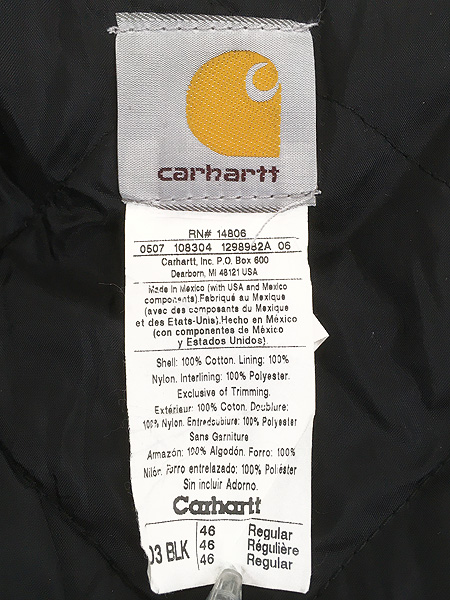 carhartt
RN# 14806
0507 108304 1298982A 06
Carhartt, Inc. P.O. Box 600
Dearborn, MI 48121 USA
Made in Mexico (with USA and Mexico
components).Fabriqué au Mexique
(avec des composants du Mexique
et des Etats-Unis).Hecho en México
(con componentes de México
y Estados Unidos).
Shell: 100% Cotton. Lining: 100%
Nylon. Interlining: 100% Polyester.
Exclusive of Trimming.
Extérieur: 100% Coton. Doublure:
100% Nylon. Entredoublure: 100% Polyester
Sans Garniture
Armazón: 100% Algodón. Forro: 100%
Nilón. Forro entrelazado: 100% Poliéster
Sin incluir Adorno.
Carhartt
46 Regular
03 BLK 46 Régulière
46 Regular